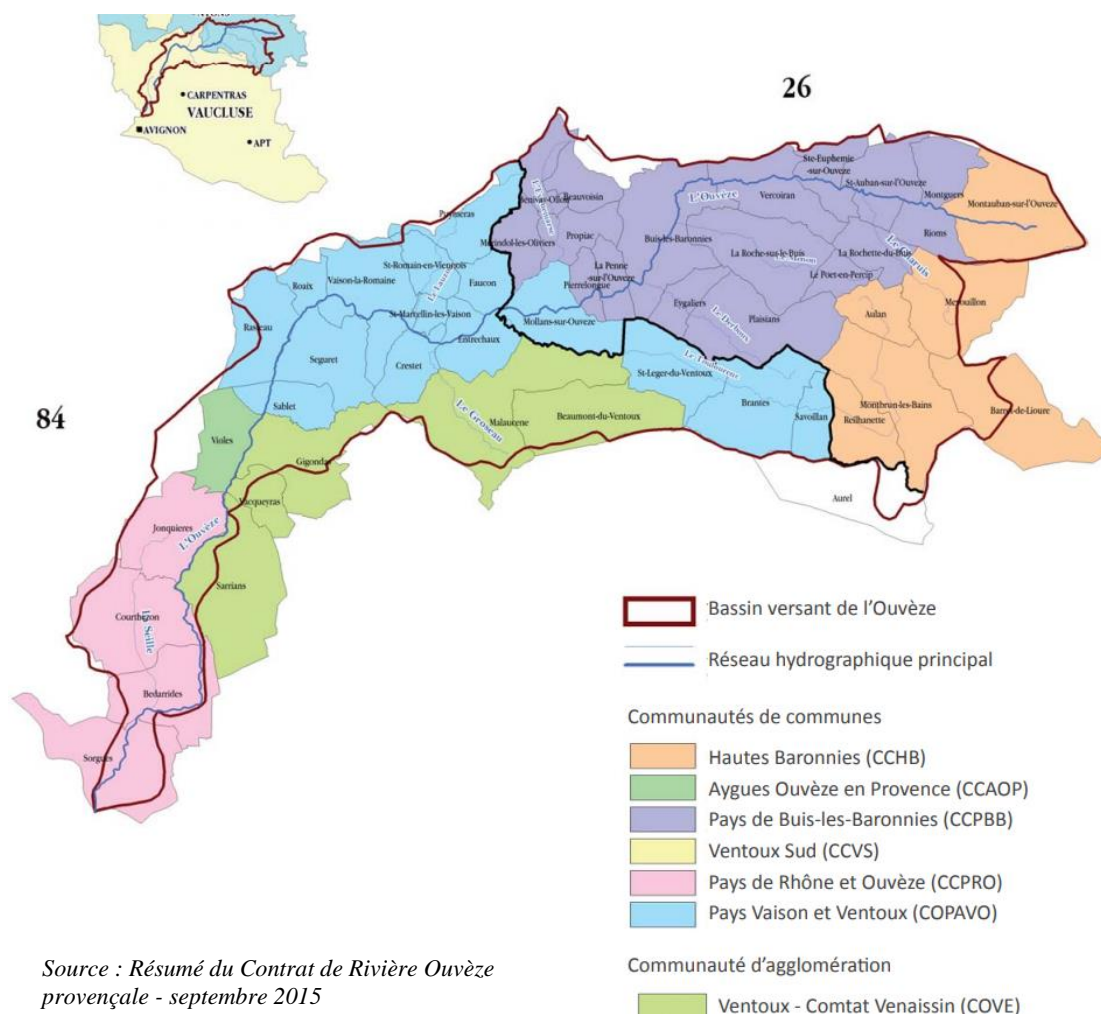 CARPENTRAS
VAUCLUSE
AVIGNON
APT
26
84
Ste-Euphemie
-sur-Ouveze
St-Auban-sur-l'Ouveze
Montguers
Montauban-sur-l'Ouveze
L'Ouvèze
Vercoiran
Beauvoisin
Puymeras
Propiac
Buis-les-Baronnies
Rioms
Merindol-les-Oliviers
La Roche-sur-le-Buis
La Rochette-du-Buis
St-Romain-en-Viennois
La Penne
-sur-l'Ouveze
Le Poet-en-Percip
Vaison-la-Romaine
Faucon
Pierrelongue
Roaix
Eygaliers
Plaisians
Aulan
Mevouillon
St-Marcellin-les-Vaison
Mollans-sur-Ouveze
Le Derbous
Rasteau
Entrechaux
Seguret
Crestet
St-Leger-du-Ventoux
Le Toulourenc
Brantes
Savoillan
Montbrun-les-Bains
Barret-de-Lioure
Reilhanette
Sablet
Le Groseau
Malaucene
Beaumont-du-Ventoux
Violes
Gigondas
Vacqueyras
Aurel
Jonquieres
L'Ouvèze
Sarrians
Courthezon
La Seille
Bedarrides
Sorgues
Bassin versant de l'Ouvèze
Réseau hydrographique principal
Communautés de communes
Hautes Baronnies (CCHB)
Aygues Ouvèze en Provence (CCAOP)
Pays de Buis-les-Baronnies (CCPBB)
Ventoux Sud (CCVS)
Pays de Rhône et Ouvèze (CCPRO)
Pays Vaison et Ventoux (COPAVO)
Communauté d'agglomération
Ventoux - Comtat Venaissin (COVE)
Source : Résumé du Contrat de Rivière Ouvèze
provençale - septembre 2015